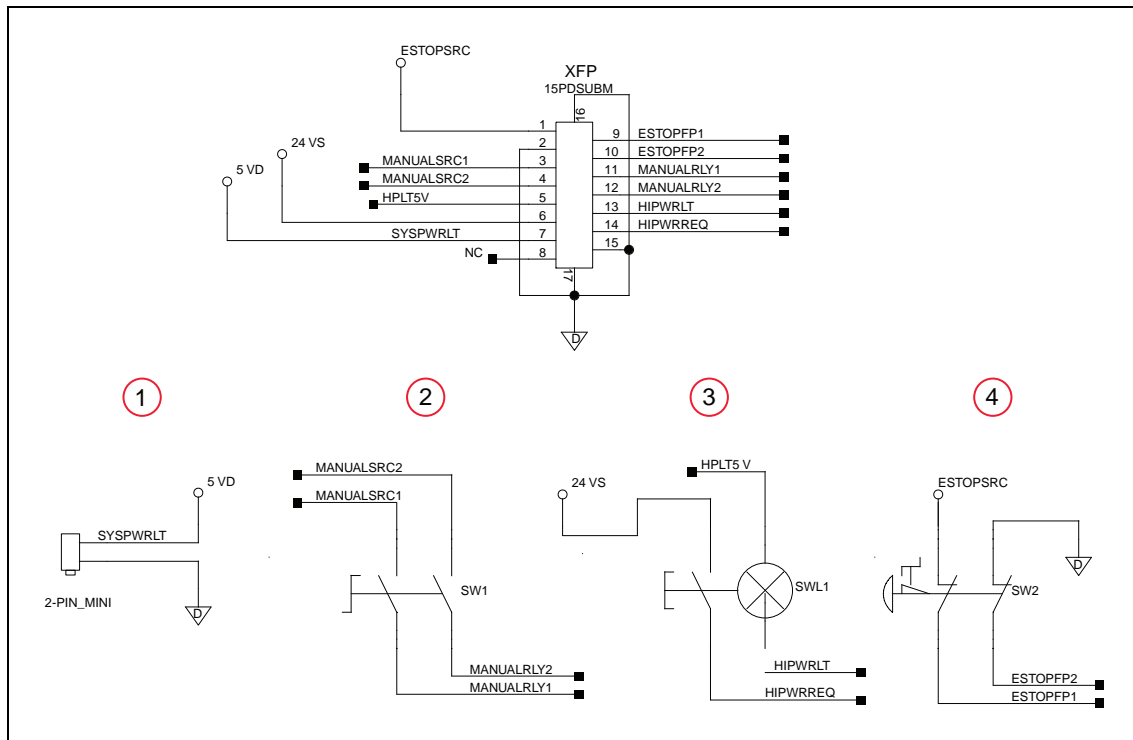 ESTOPSRC
XFP
15PDSUBM
16
24 VS
5 VD
1
2
3
4
5
6
7
8
MANUALSRC1
MANUALSRC2
HPLT5V
SYSPWRLT
NC
9 ESTOPFP1
10 ESTOPFP2
11 MANUALRLY1
12 MANUALRLY2
13 HIPWRLT
14 HIPWRREQ
15
17
D
1
2
3
4
5 VD
SYSPWRLT
2-PIN_MINI
D
MANUALSRC2
MANUALSRC1
SW1
MANUALRLY2
MANUALRLY1
HPLT5 V
24 VS
SWL1
HIPWRLT
HIPWRREQ
ESTOPSRC
D
SW2
ESTOPFP2
ESTOPFP1